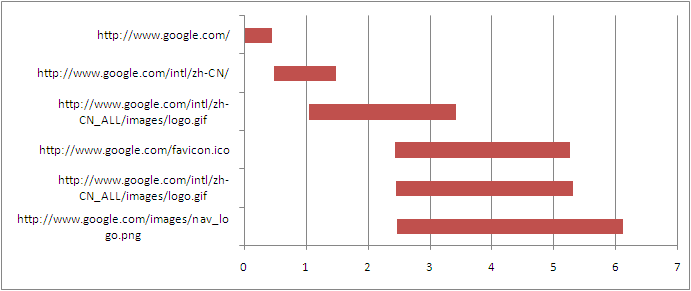 http://www.google.com/
http://www.google.com/intl/zh-CN/
http://www.google.com/intl/zh-
CN_ALL/images/logo.gif
http://www.google.com/favicon.ico
http://www.google.com/intl/zh-
CN_ALL/images/logo.gif
http://www.google.com/images/nav_lo
go.png
0 1 2 3 4 5 6 7